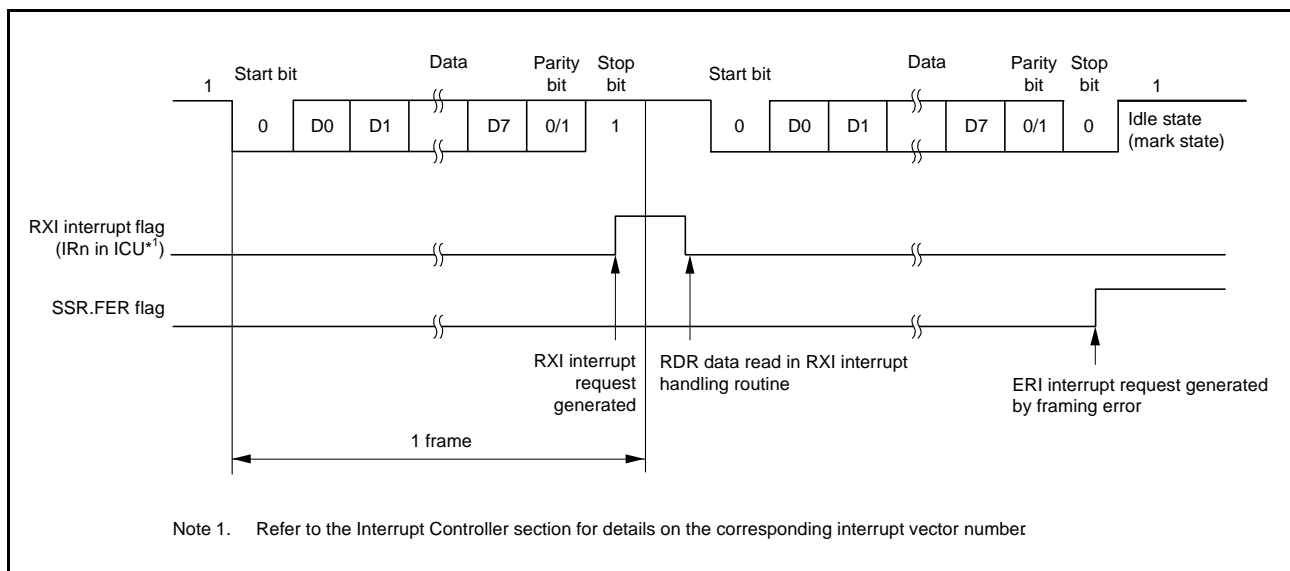 1
Start bit
Data
Parity
bit
Stop
bit
Start bit
Data
Parity
bit
Stop
bit
1
0 D0 D1 D7 0/1 1 0 D0 D1 D7 0/1 0
Idle state
(mark state)
RXI interrupt flag
(IRn in ICU*1)
SSR.FER flag
RXI interrupt
request
generated
RDR data read in RXI interrupt
handling routine
ERI interrupt request generated
by framing error
1 frame
Note 1. Refer to the Interrupt Controller section for details on the corresponding interrupt vector number.